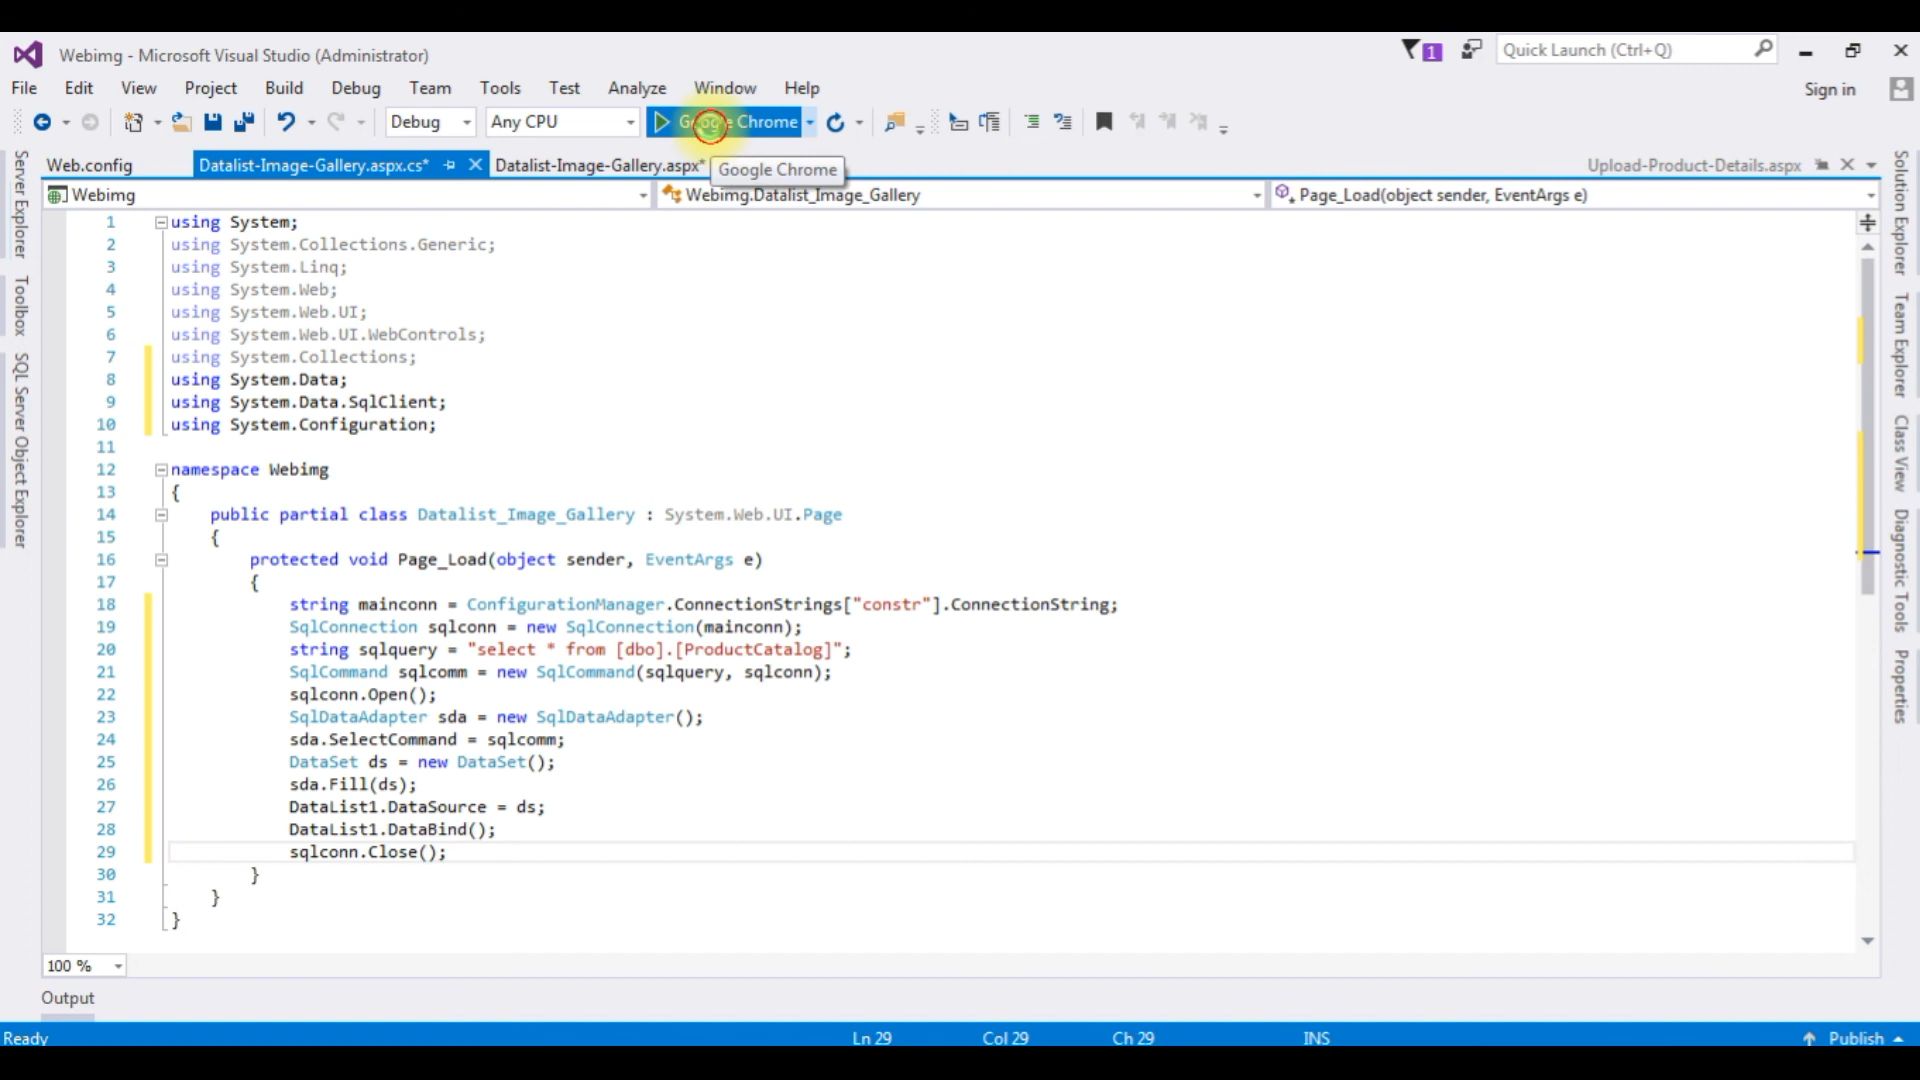 Webimg - Microsoft Visual Studio (Administrator)
1
Quick Launch (Ctrl+Q)
File Edit View Project Build Debug Team Tools Test Analyze Window Help
Sign in
Debug Any CPU Google Chrome
Web.config Datalist-Image-Gallery.aspx.cs* Datalist-Image-Gallery.aspx* Upload-Product-Details.aspx
Google Chrome
Webimg Webimg.Datalist_Image_Gallery Page_Load(object sender, EventArgs e)
1 using System;
2 using System.Collections.Generic;
3 using System.Linq;
4 using System.Web;
5 using System.Web.UI;
6 using System.Web.UI.WebControls;
7 using System.Collections;
8 using System.Data;
9 using System.Data.SqlClient;
10 using System.Configuration;
11
12 namespace Webimg
13 {
14 public partial class Datalist_Image_Gallery : System.Web.UI.Page
15 {
16 protected void Page_Load(object sender, EventArgs e)
17 {
18 string mainconn = ConfigurationManager.ConnectionStrings["constr"].ConnectionString;
19 SqlConnection sqlconn = new SqlConnection(mainconn);
20 string sqlquery = "select * from [dbo].[ProductCatalog]";
21 SqlCommand sqlcomm = new SqlCommand(sqlquery, sqlconn);
22 sqlconn.Open();
23 SqlDataAdapter sda = new SqlDataAdapter();
24 sda.SelectCommand = sqlcomm;
25 DataSet ds = new DataSet();
26 sda.Fill(ds);
27 DataList1.DataSource = ds;
28 DataList1.DataBind();
29 sqlconn.Close();
30 }
31 }
32 }
Server Explorer
Toolbox
SQL Server Object Explorer
Solution Explorer
Team Explorer
Class View
Diagnostic Tools
Properties
100 %
Output
Ready Ln 29 Col 29 Ch 29 INS Publish